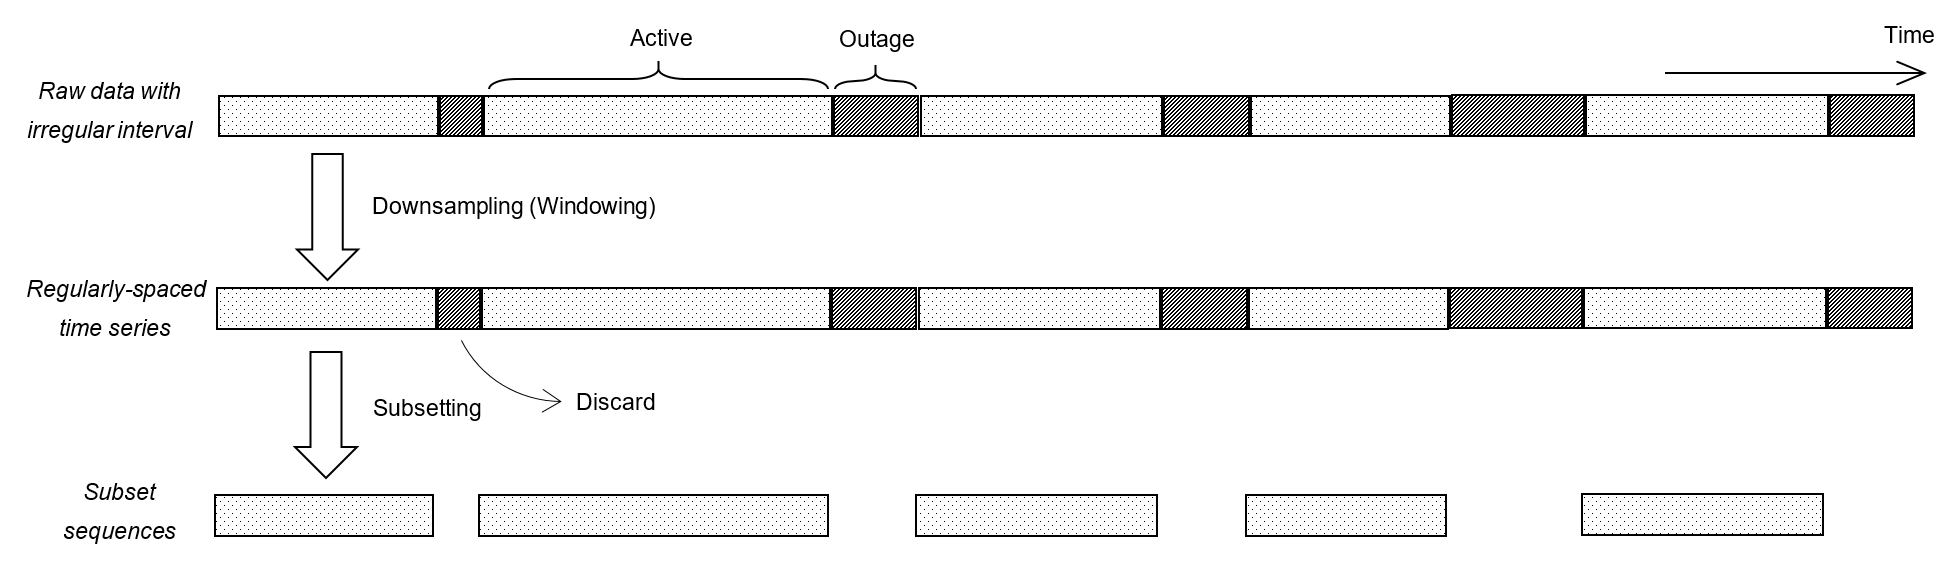 Active
Outage
Time
Raw data with
irregular interval
Downsampling (Windowing)
Regularly-spaced
time series
Subsetting
Discard
Subset
sequences